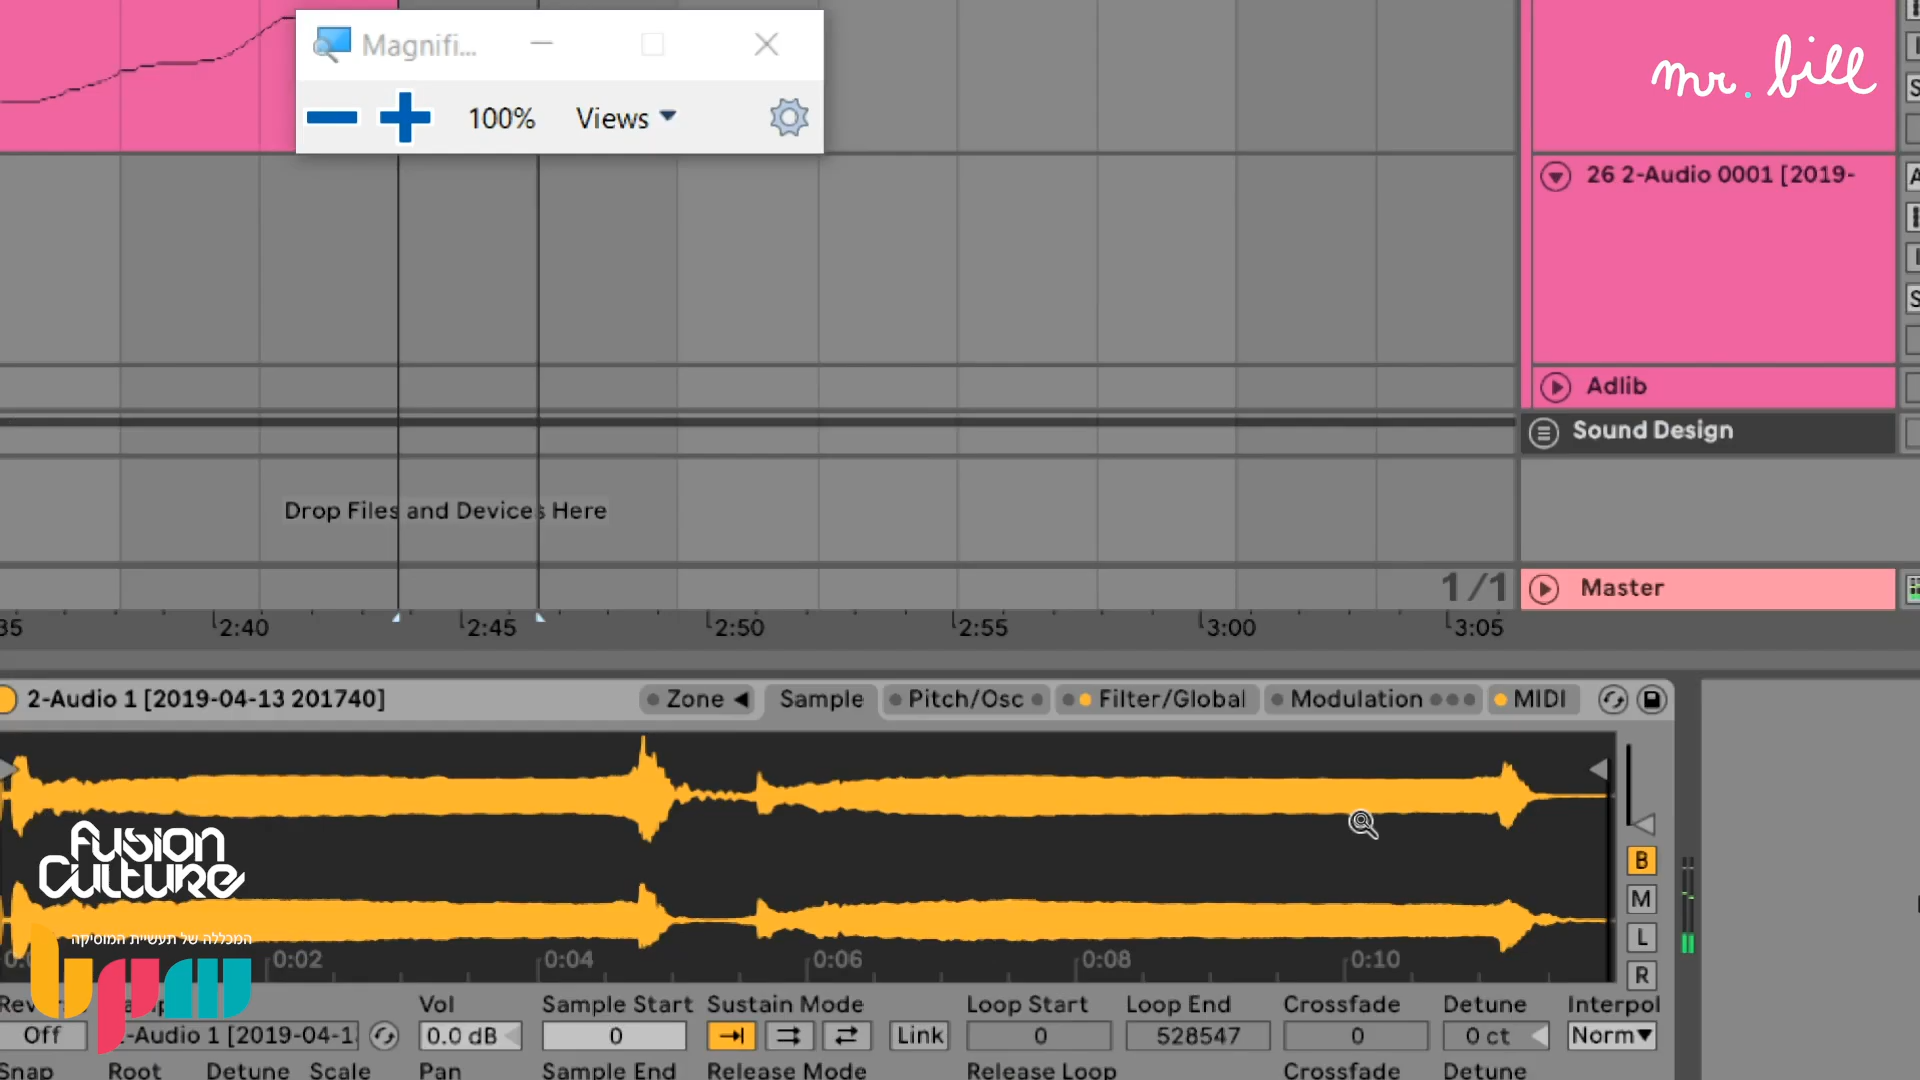 Magnifi...
100%
Views
mr. bill
26 2-Audio 0001 [2019-
Adlib
Sound Design
Drop Files and Devices Here
1/1
Master
35
2:40
2:45
2:50
2:55
3:00
3:05
2-Audio 1 [2019-04-13 201740]
Zone
Sample
Pitch/Osc
Filter/Global
Modulation
MIDI
B
M
L
R
Fusion
Culture
המכללה של תעשיית המוסיקה
bpm
0:02
0:04
0:06
0:08
0:10
Vol
Sample Start
Sustain Mode
Loop Start
Loop End
Crossfade
Detune
Interpol
Off
-Audio 1 [2019-04-1
0.0 dB
0
Link
0
528547
0
0 ct
Norm
Snap
Root
Detune
Scale
Pan
Sample End
Release Mode
Release Loop
Crossfade
Detune